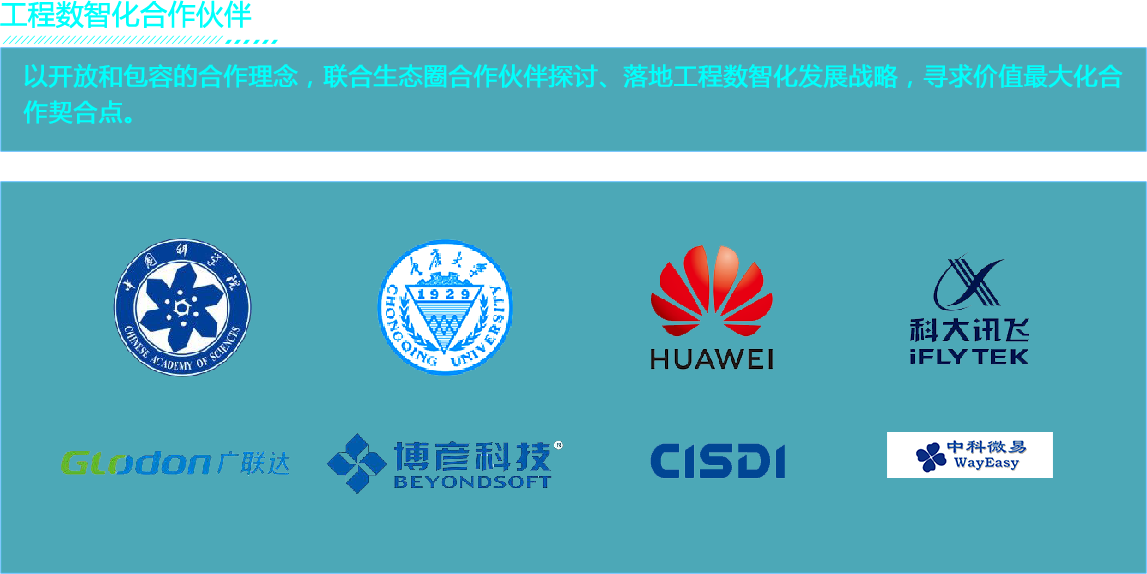 工程数智化合作伙伴
以开放和包容的合作理念，联合生态圈合作伙伴探讨、落地工程数智化发展战略，寻求价值最大化合
作契合点。
中国科学院
CHINESE ACADEMY OF SCIENCES
重庆大学
1929
CHONGQING UNIVERSITY
HUAWEI
科大讯飞
iFLYTEK
GLodon广联达
博彦科技®
BEYONDSOFT
CISDI
中科微易
WayEasy